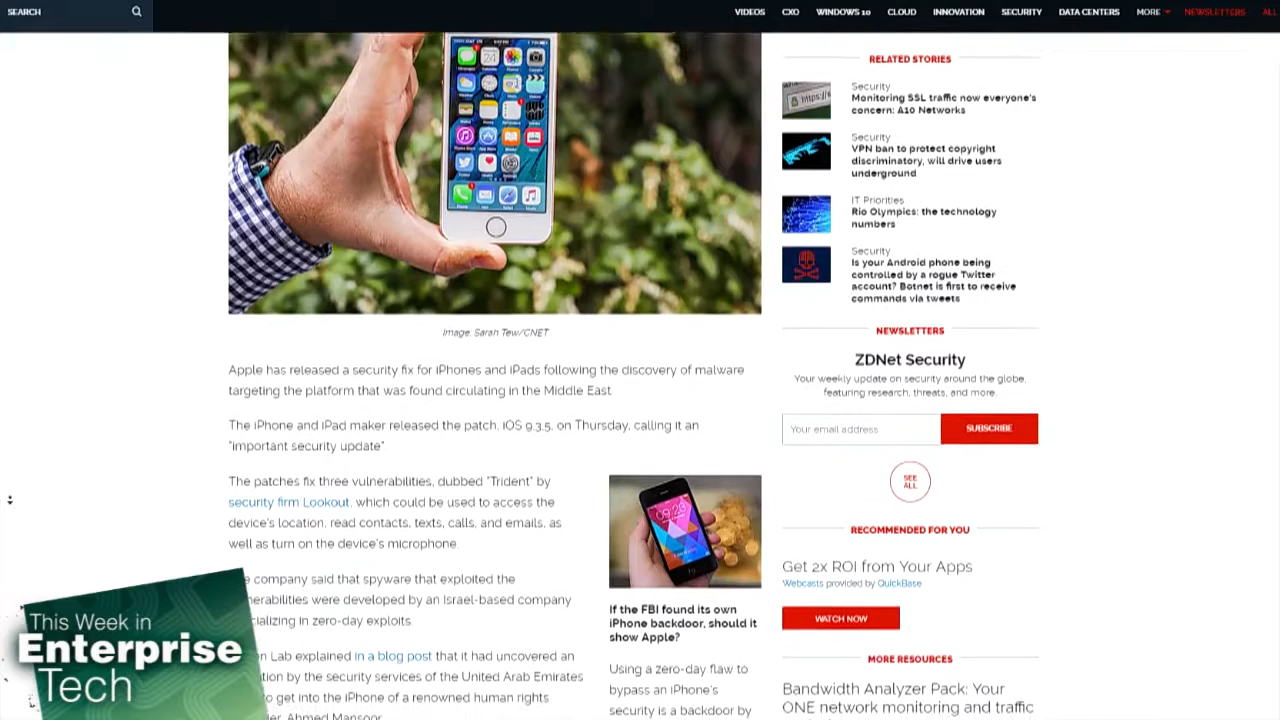 SEARCH
VIDEOS CXO WINDOWS 10 CLOUD INNOVATION SECURITY DATA CENTERS MORE NEWSLETTERS ALL
Image: Sarah Tew/CNET
Apple has released a security fix for iPhones and iPads following the discovery of malware
targeting the platform that was found circulating in the Middle East.
The iPhone and iPad maker released the patch, iOS 9.3.5, on Thursday, calling it an
"important security update"
The patches fix three vulnerabilities, dubbed "Trident" by
security firm Lookout, which could be used to access the
device's location, read contacts, texts, calls, and emails, as
well as turn on the device's microphone.
company said that spyware that exploited the
were developed by an Israel-based company
in zero-day exploits.
Lab explained in a blog post that it had uncovered an
by the security services of the United Arab Emirates
to get into the iPhone of a renowned human rights
Ahmed Mansoor
09:29
If the FBI found its own
iPhone backdoor, should it
show Apple?
Using a zero-day flaw to
bypass an iPhone's
security is a backdoor by
RELATED STORIES
Security
Monitoring SSL traffic now everyone's
concern: A10 Networks
Security
VPN ban to protect copyright
discriminatory, will drive users
underground
IT Priorities
Rio Olympics: the technology
numbers
Security
Is your Android phone being
controlled by a rogue Twitter
account? Botnet is first to receive
commands via tweets
NEWSLETTERS
ZDNet Security
Your weekly update on security around the globe,
featuring research, threats, and more.
Your email address
SUBSCRIBE
SEE
ALL
RECOMMENDED FOR YOU
Get 2x ROI from Your Apps
Webcasts provided by QuickBase
WATCH NOW
MORE RESOURCES
Bandwidth Analyzer Pack: Your
ONE network monitoring and traffic
This Week in
Enterprise
Tech